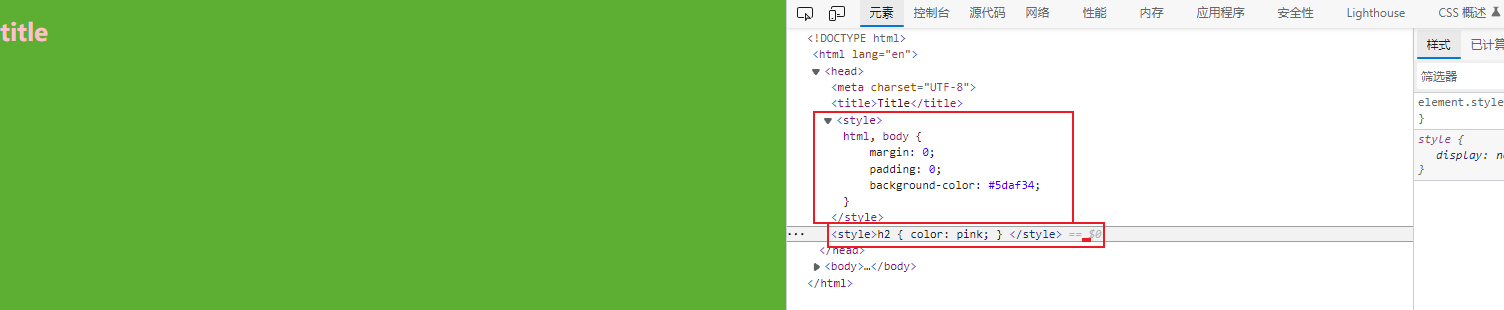 title
元素 控制台 源代码 网络 性能 内存 应用程序 安全性 Lighthouse CSS 概述
<!DOCTYPE html>
<html lang="en">
▼<head>
<meta charset="UTF-8">
<title>Title</title>
▼<style>
html, body {
margin: 0;
padding: 0;
background-color: #5daf34;
}
</style>
··· <style>h2 { color: pink; } </style> == $0
</head>
▶<body>…</body>
</html>
样式 已计算
筛选器
element.style
}
style {
display: no
}